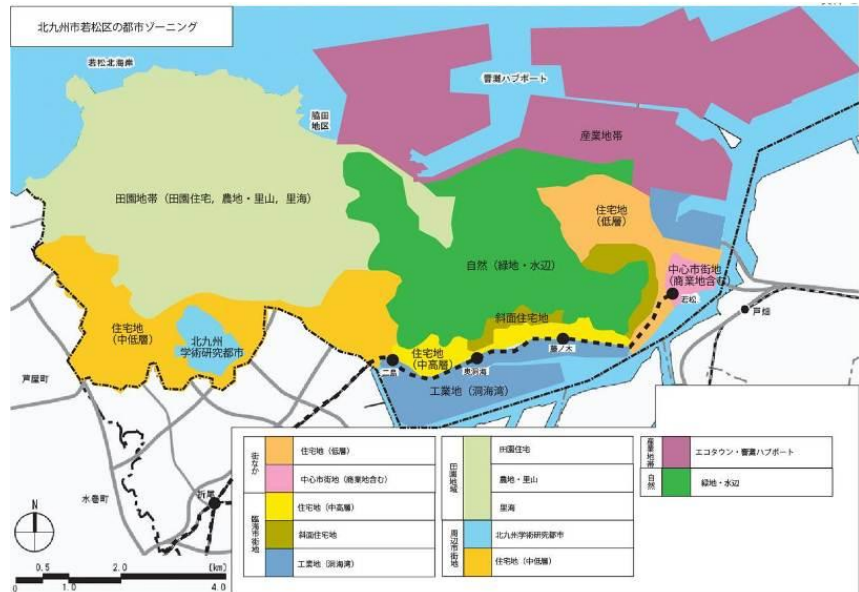 北九州市若松区の都市ゾーニング
若松北海岸
脇田
地区
響灘ハブポート
産業地帯
田園地帯（田園住宅，農地・里山，里海）
住宅地
（低層）
自然（緑地・水辺）
中心市街地
（商業地含む）
若松
戸畑
斜面住宅地
藤ノ木
住宅地
（中低層）
北九州
学術研究都市
住宅地
（中高層）
二島
奥洞海
工業地（洞海湾）
芦屋町
水巻町
折尾
N
0.5 2.0 [km]
0 1.0 4.0
街なか
住宅地（低層）
中心市街地（商業地含む）
臨海市街地
住宅地（中高層）
斜面住宅地
工業地（洞海湾）
田園地域
田園住宅
農地・里山
里海
周辺市街地
北九州学術研究都市
住宅地（中低層）
産業地帯
エコタウン・響灘ハブポート
自然
緑地・水辺